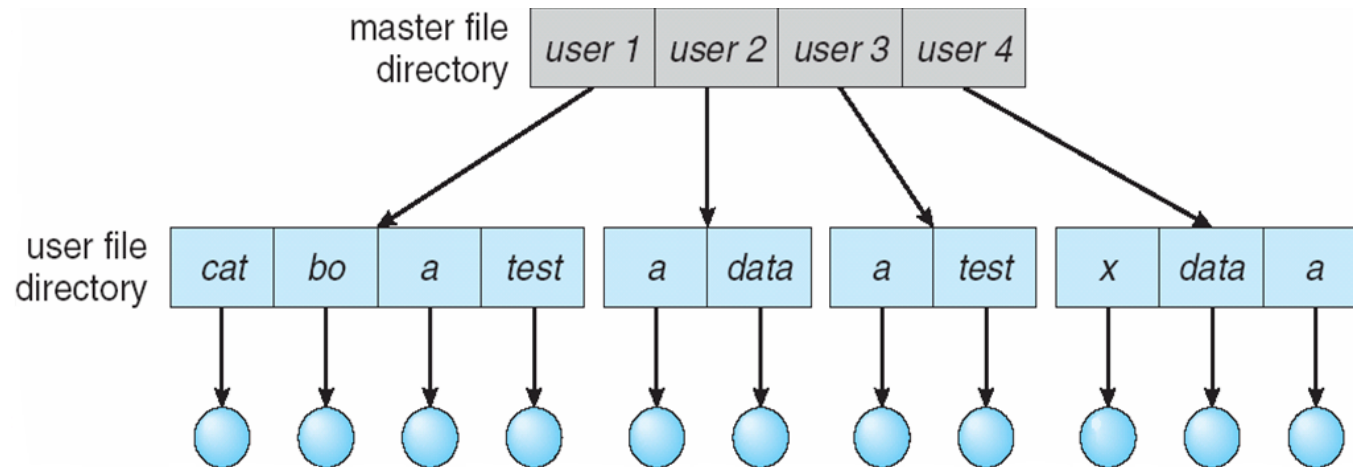 master file directory
user 1 user 2 user 3 user 4
user file directory
cat bo a test a data a test x data a